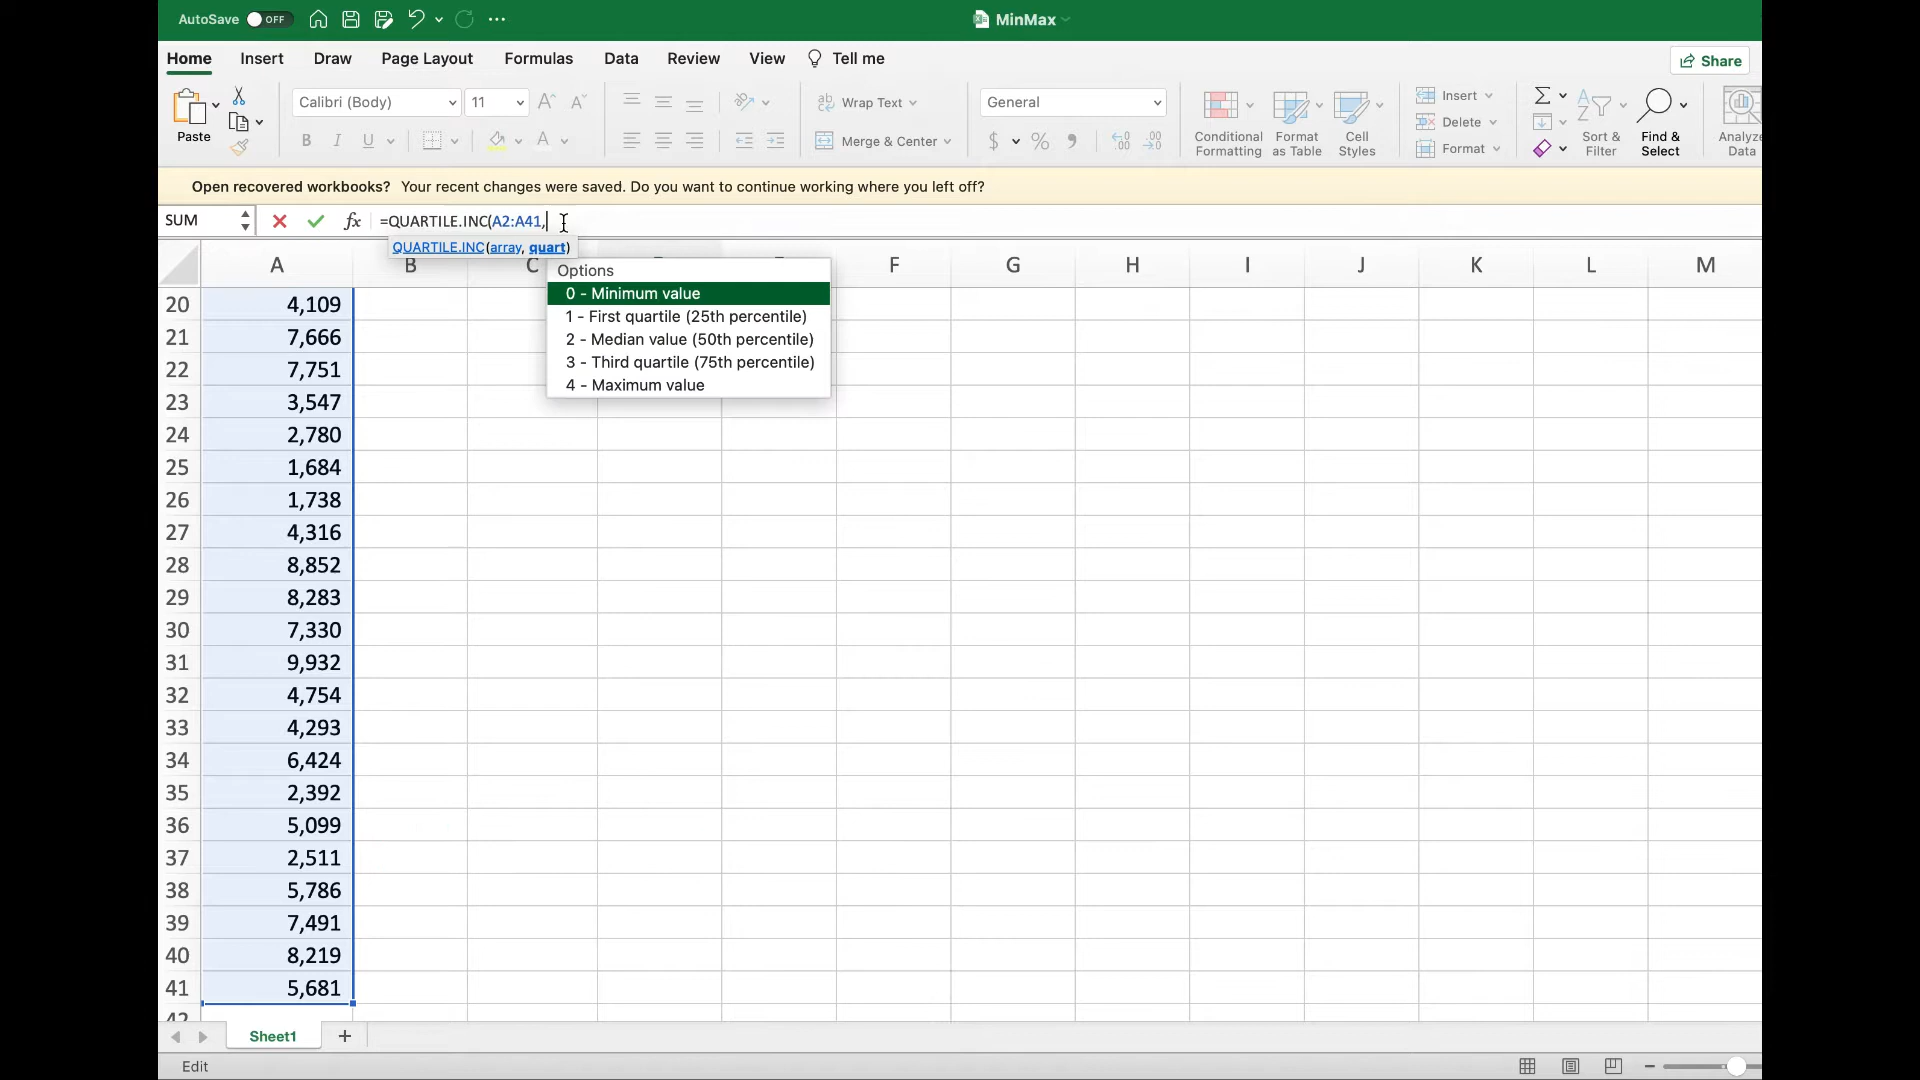 AutoSave OFF MinMax
Home Insert Draw Page Layout Formulas Data Review View Tell me Share
Paste Calibri (Body) 11 A A Wrap Text General Insert
B I U A Merge & Center $ % Delete
Conditional Formatting Format as Table Cell Styles Format Sort & Filter Find & Select Analyze Data
Open recovered workbooks? Your recent changes were saved. Do you want to continue working where you left off?
SUM fx =QUARTILE.INC(A2:A41,
QUARTILE.INC(array, quart)
A B C F G H I J K L M
Options
0 - Minimum value
1 - First quartile (25th percentile)
2 - Median value (50th percentile)
3 - Third quartile (75th percentile)
4 - Maximum value
20 4,109
21 7,666
22 7,751
23 3,547
24 2,780
25 1,684
26 1,738
27 4,316
28 8,852
29 8,283
30 7,330
31 9,932
32 4,754
33 4,293
34 6,424
35 2,392
36 5,099
37 2,511
38 5,786
39 7,491
40 8,219
41 5,681
42
Sheet1 +
Edit